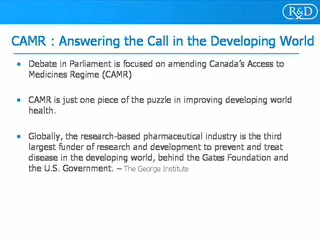 R&D
CAMR : Answering the Call in the Developing World
• Debate in Parliament is focused on amending Canada's Access to
Medicines Regime (CAMR)
• CAMR is just one piece of the puzzle in improving developing world
health.
• Globally, the research-based pharmaceutical industry is the third
largest funder of research and development to prevent and treat
disease in the developing world, behind the Gates Foundation and
the U.S. Government. – The George Institute